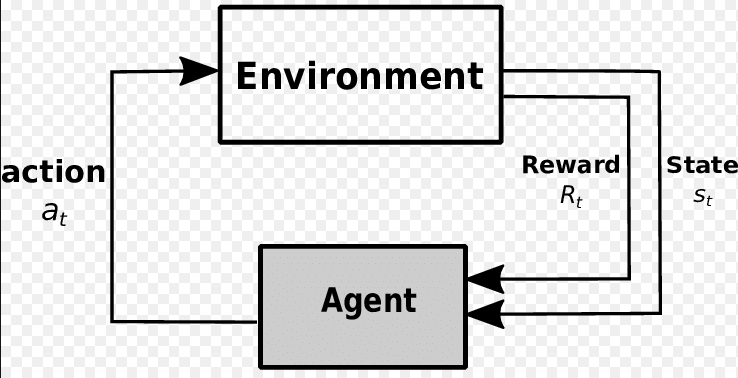 Environment
action
a_t
Reward
R_t
State
s_t
Agent